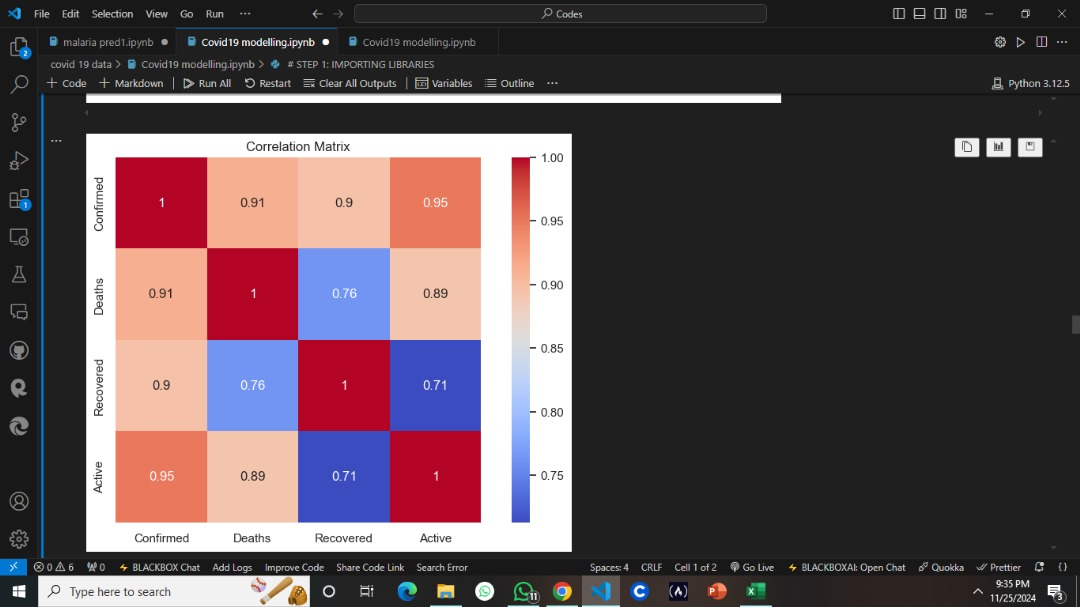 File Edit Selection View Go Run ··· Codes
malaria pred1.ipynb Covid19 modelling.ipynb Covid19 modelling.ipynb
covid 19 data > Covid19 modelling.ipynb > # STEP 1: IMPORTING LIBRARIES
+ Code + Markdown Run All Restart Clear All Outputs Variables Outline ··· Python 3.12.5
Correlation Matrix
Confirmed 1 0.91 0.9 0.95
Deaths 0.91 1 0.76 0.89
Recovered 0.9 0.76 1 0.71
Active 0.95 0.89 0.71 1
Confirmed Deaths Recovered Active
1.00
0.95
0.90
0.85
0.80
0.75
2
1
0 6 0 BLACKBOX Chat Add Logs Improve Code Share Code Link Search Error Spaces: 4 CRLF Cell 1 of 2 Go Live BLACKBOXAI: Open Chat Quokka Prettier {}
Type here to search 11 9:35 PM
11/25/2024 3